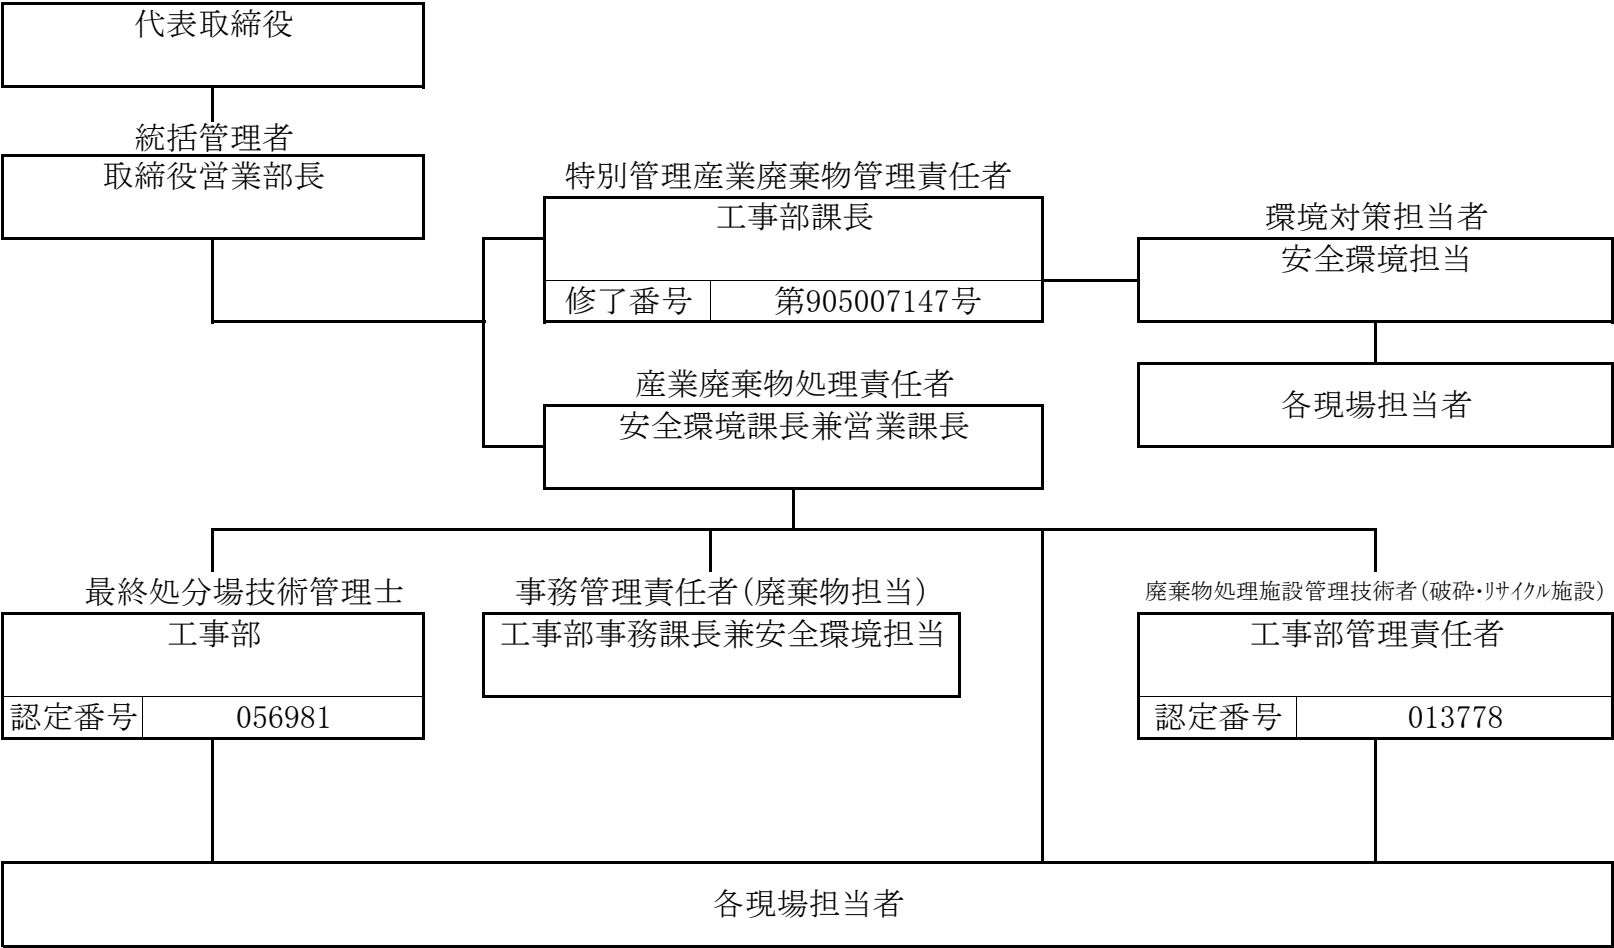 代表取締役
統括管理者
取締役営業部長
特別管理産業廃棄物管理責任者
工事部課長
修了番号 第905007147号
環境対策担当者
安全環境担当
各現場担当者
産業廃棄物処理責任者
安全環境課長兼営業課長
最終処分場技術管理士
工事部
認定番号 056981
事務管理責任者(廃棄物担当)
工事部事務課長兼安全環境担当
廃棄物処理施設管理技術者(破砕・ﾘｻｲｸﾙ施設)
工事部管理責任者
認定番号 013778
各現場担当者